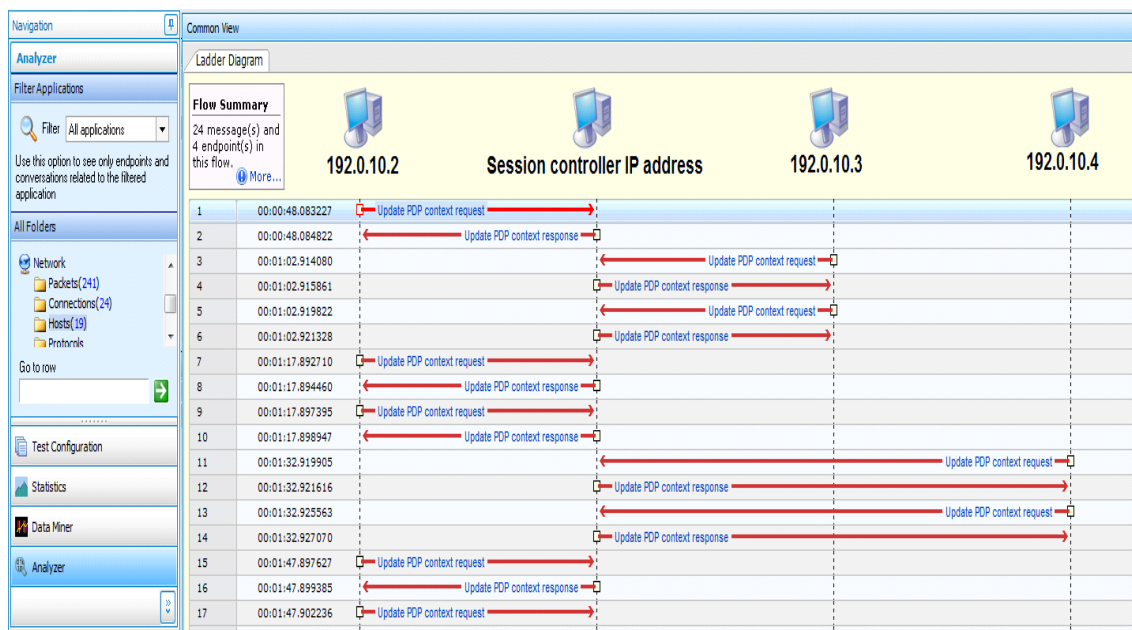 Navigation
Analyzer
Filter Applications
Filter All applications
Use this option to see only endpoints and
conversations related to the filtered
application
All Folders
Network
Packets(241)
Connections(24)
Hosts(19)
Protocols
Go to row
Test Configuration
Statistics
Data Miner
Analyzer
Common View
Ladder Diagram
Flow Summary
24 message(s) and
4 endpoint(s) in
this flow.
More...
192.0.10.2 Session controller IP address 192.0.10.3 192.0.10.4
1 00:00:48.083227 Update PDP context request
2 00:00:48.084822 Update PDP context response
3 00:01:02.914080 Update PDP context request
4 00:01:02.915861 Update PDP context response
5 00:01:02.919822 Update PDP context request
6 00:01:02.921328 Update PDP context response
7 00:01:17.892710 Update PDP context request
8 00:01:17.894460 Update PDP context response
9 00:01:17.897395 Update PDP context request
10 00:01:17.898947 Update PDP context response
11 00:01:32.919905 Update PDP context request
12 00:01:32.921616 Update PDP context response
13 00:01:32.925563 Update PDP context request
14 00:01:32.927070 Update PDP context response
15 00:01:47.897627 Update PDP context request
16 00:01:47.899385 Update PDP context response
17 00:01:47.902236 Update PDP context request